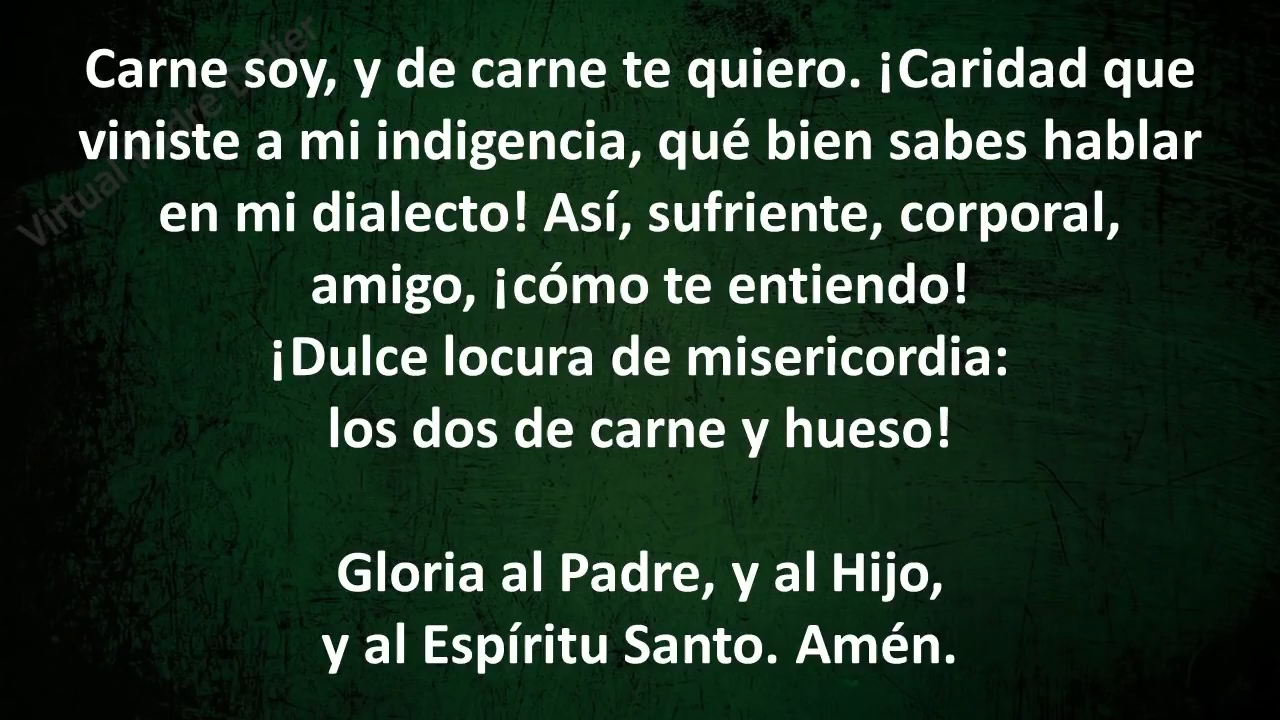 Carne soy, y de carne te quiero. ¡Caridad que
viniste a mi indigencia, qué bien sabes hablar
en mi dialecto! Así, sufriente, corporal,
amigo, ¡cómo te entiendo!
¡Dulce locura de misericordia:
los dos de carne y hueso!
Gloria al Padre, y al Hijo,
y al Espíritu Santo. Amén.
Virtual Padre